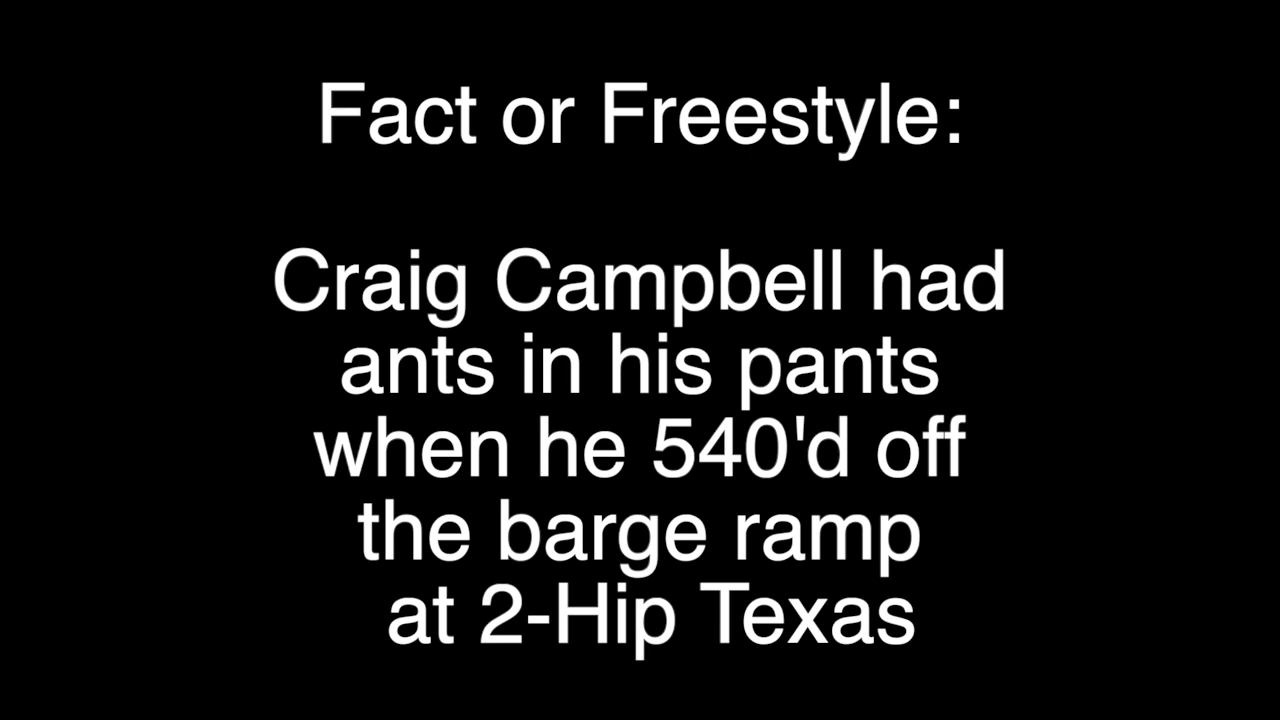 Fact or Freestyle:
Craig Campbell had
ants in his pants
when he 540'd off
the barge ramp
at 2-Hip Texas